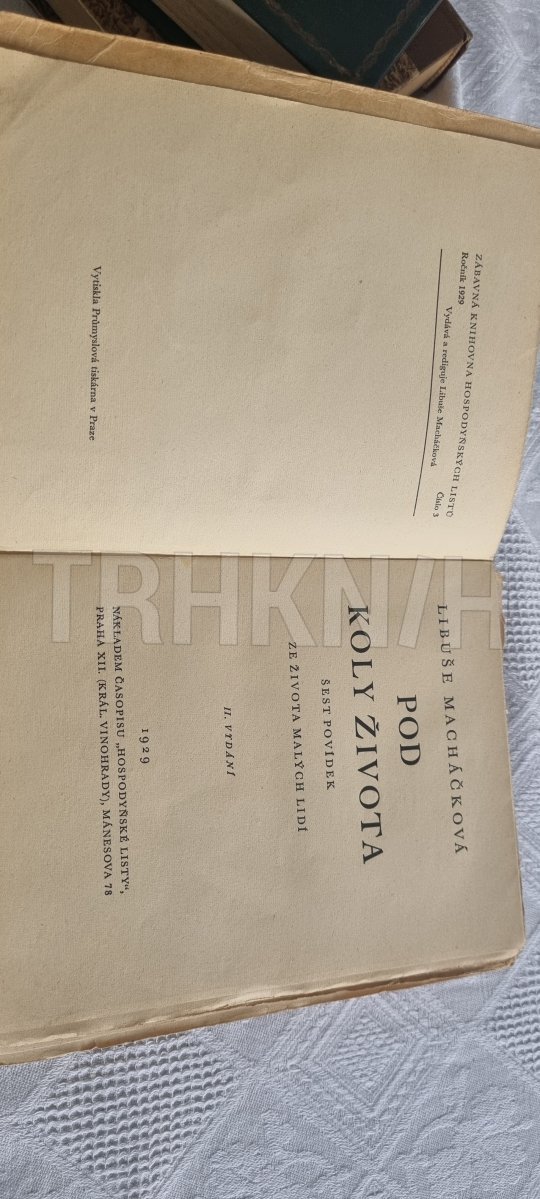 ZÁBAVNÁ KNIHOVNA HOSPODYŇSKÝCH LISTŮ
Ročník 1929 Vydává a rediguje Libuše Macháčková Číslo 3
Vytiskla Průmyslová tiskárna v Praze
LIBUŠE MACHÁČKOVÁ
POD
KOLY ŽIVOTA
ŠEST POVÍDEK
ZE ŽIVOTA MALÝCH LIDÍ
II. VYDÁNÍ
1929
NÁKLADEM ČASOPISU „HOSPODYŇSKÉ LISTY“,
PRAHA XII. (KRÁL. VINOHRADY), MÁNESOVA 78
TRHKN/H